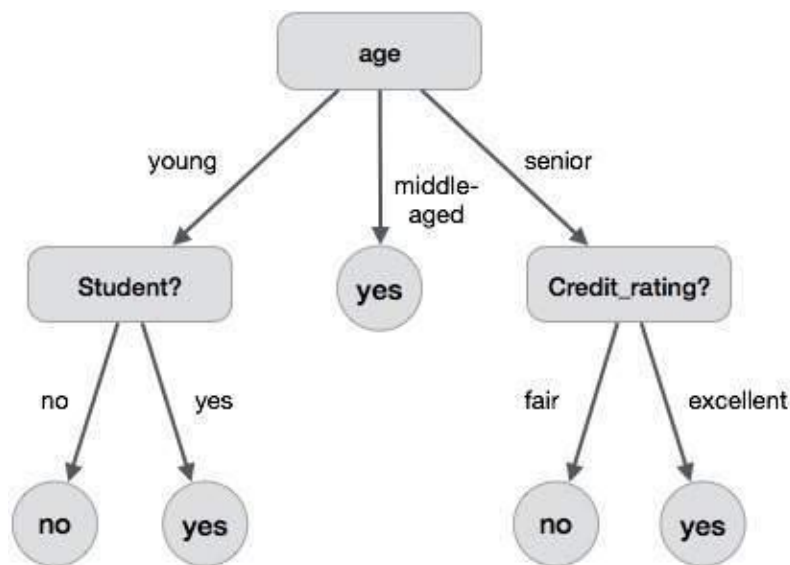 age
young
middle-
aged
senior
Student?
yes
Credit_rating?
no
yes
fair
excellent
no
yes
no
yes